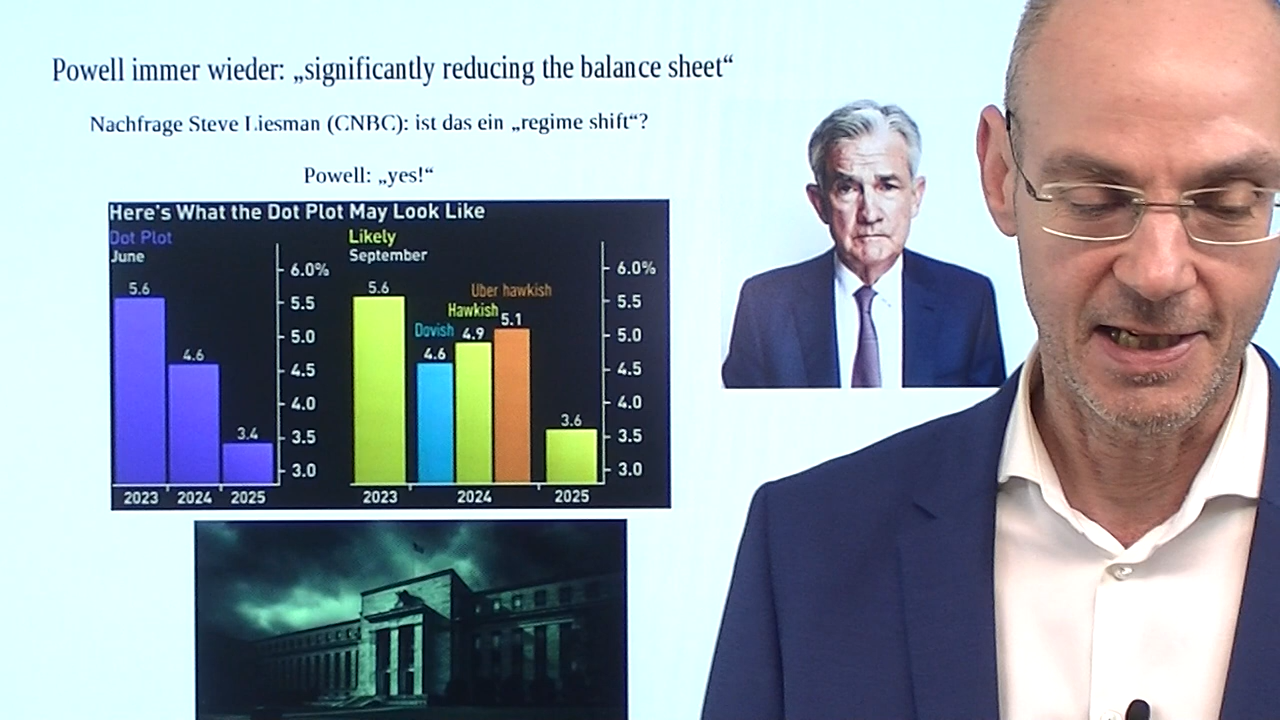 Powell immer wieder: „significantly reducing the balance sheet“
Nachfrage Steve Liesman (CNBC): ist das ein „regime shift“?
Powell: „yes!“
Here's What the Dot Plot May Look Like
Dot Plot
June
5.6
4.6
3.4
6.0%
5.5
5.0
4.5
4.0
3.5
3.0
2023 2024 2025
Likely
September
5.6
Dovish
4.6
Hawkish
4.9
Uber hawkish
5.1
3.6
6.0%
5.5
5.0
4.5
4.0
3.5
3.0
2023 2024 2025